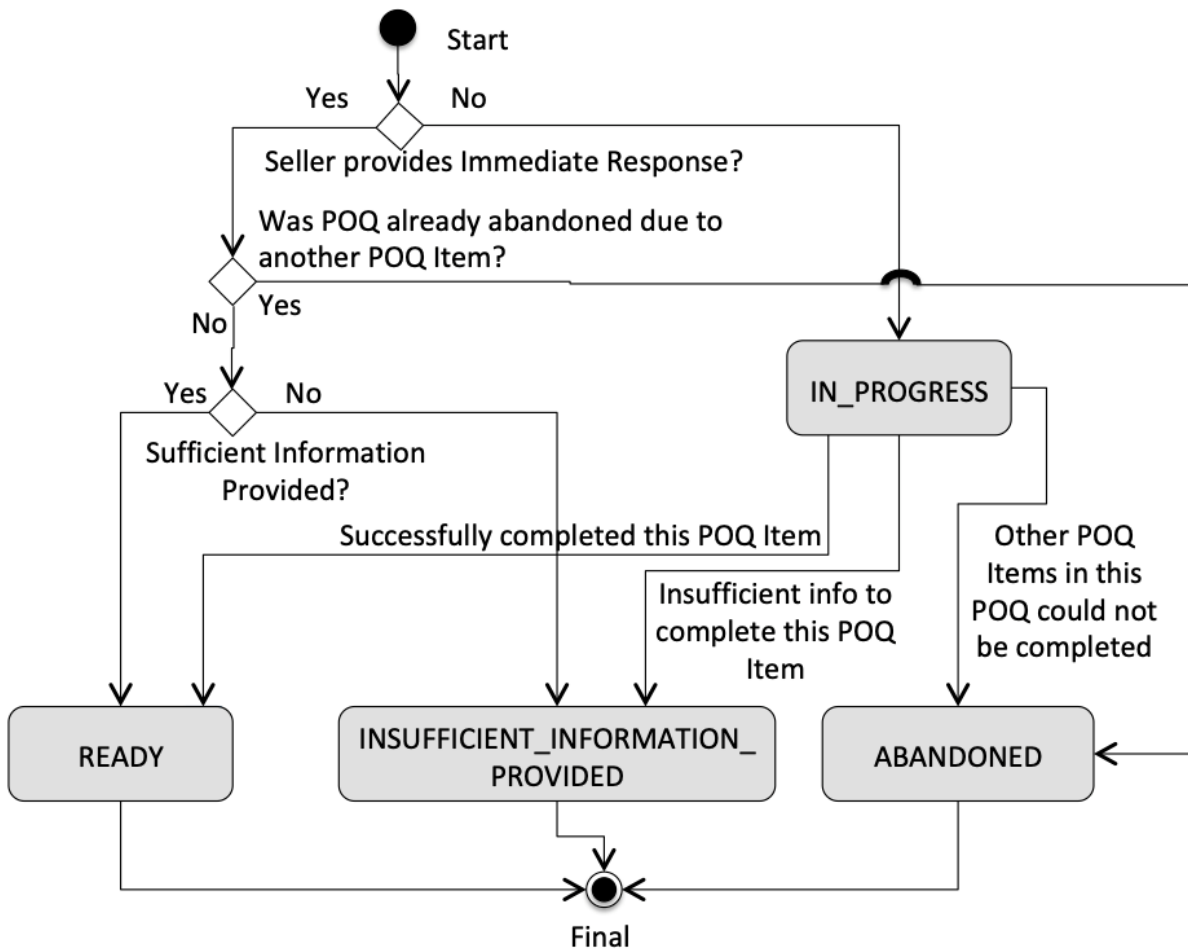 Start
Yes
No
Seller provides Immediate Response?
Was POQ already abandoned due to
another POQ Item?
Yes
No
Yes
No
IN_PROGRESS
Sufficient Information
Provided?
Successfully completed this POQ Item
Other POQ
Items in this
POQ could not
be completed
Insufficient info to
complete this POQ
Item
READY
INSUFFICIENT_INFORMATION_
PROVIDED
ABANDONED
Final